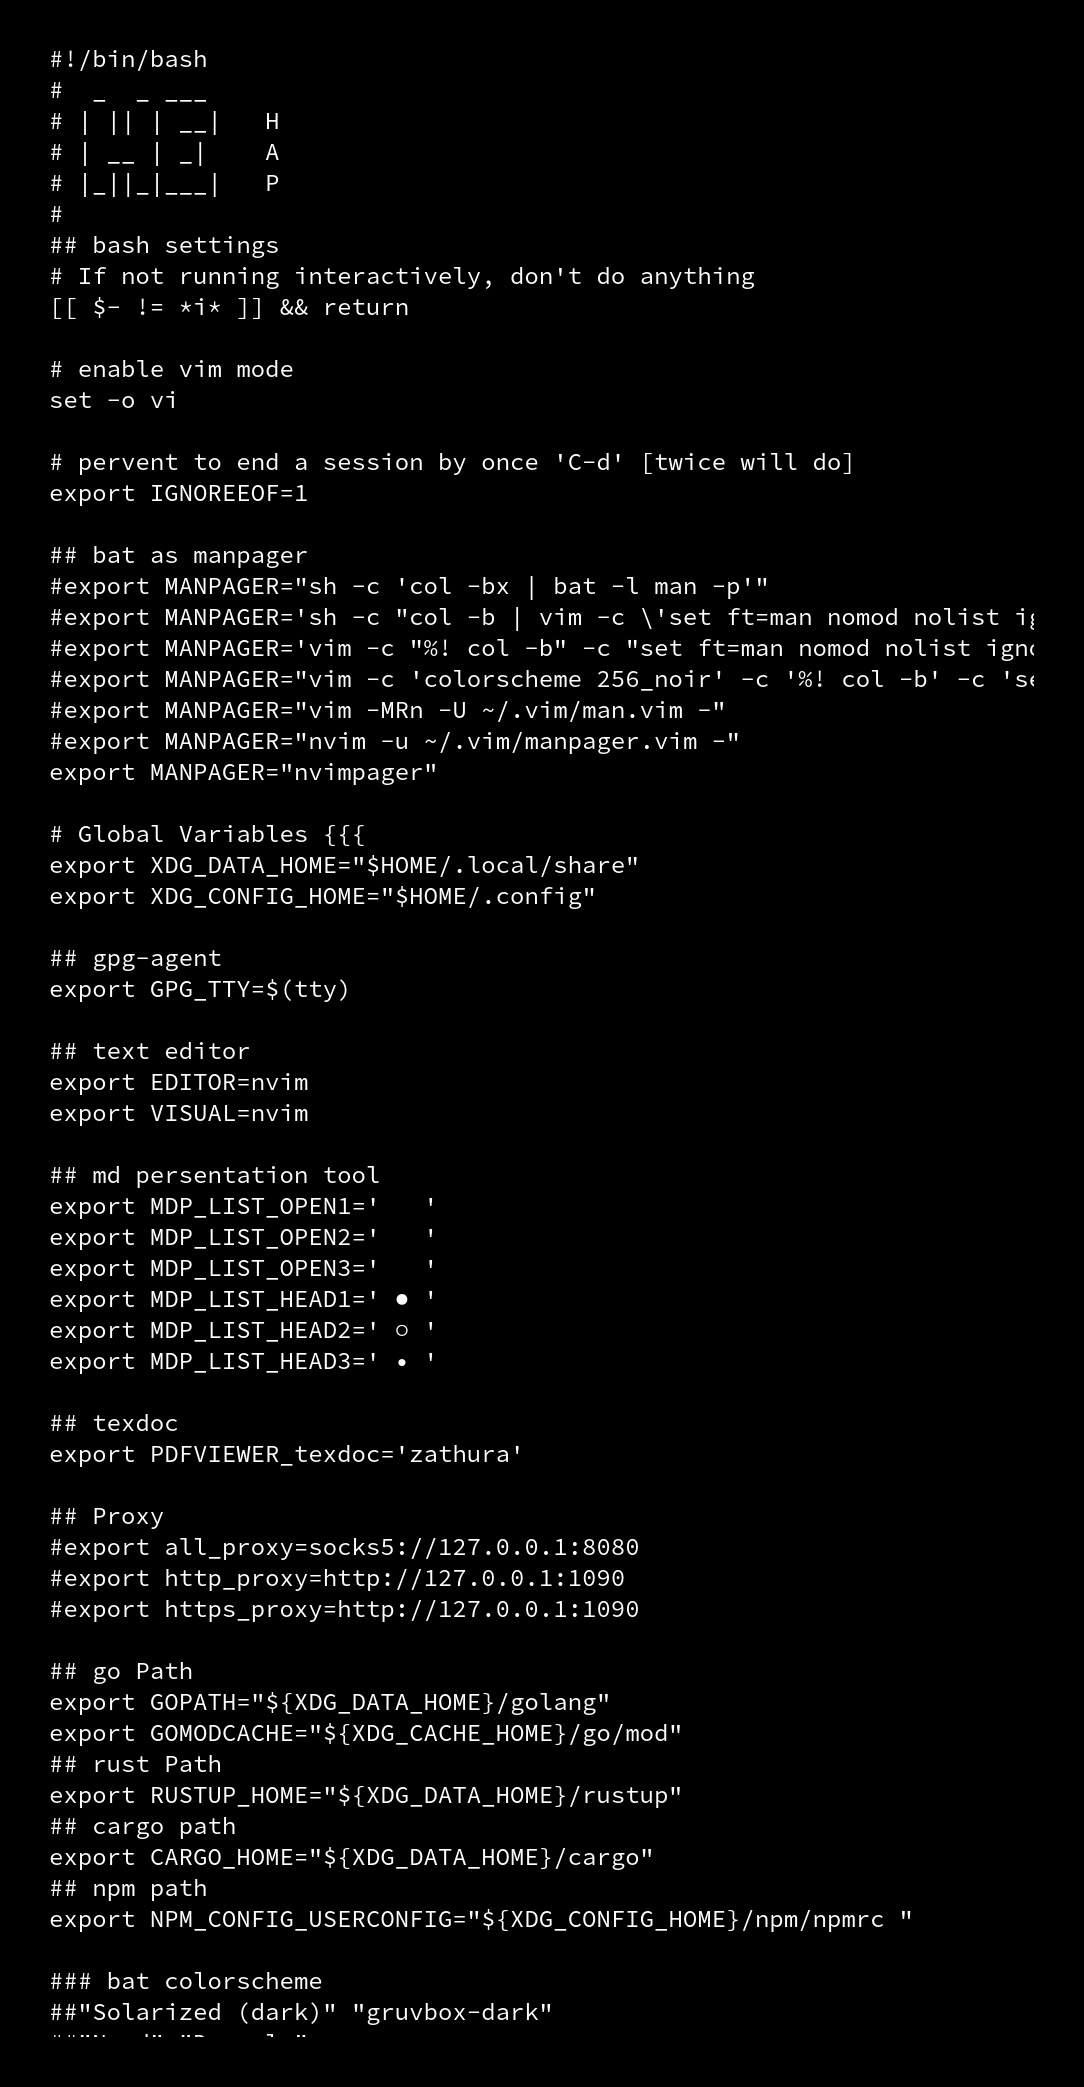 #!/bin/bash
#  _  _ ___
# | || | __|   H
# | __ | _|    A
# |_||_|___|   P
#
## bash settings
# If not running interactively, don't do anything
[[ $- != *i* ]] && return

# enable vim mode
set -o vi

# pervent to end a session by once 'C-d' [twice will do]
export IGNOREEOF=1

## bat as manpager
#export MANPAGER="sh -c 'col -bx | bat -l man -p'"
#export MANPAGER='sh -c "col -b | vim -c \'set ft=man nomod nolist ig
#export MANPAGER='vim -c "%! col -b" -c "set ft=man nomod nolist igno
#export MANPAGER="vim -c 'colorscheme 256_noir' -c '%! col -b' -c 'se
#export MANPAGER="vim -MRn -U ~/.vim/man.vim -"
#export MANPAGER="nvim -u ~/.vim/manpager.vim -"
export MANPAGER="nvimpager"

# Global Variables {{{
export XDG_DATA_HOME="$HOME/.local/share"
export XDG_CONFIG_HOME="$HOME/.config"

## gpg-agent
export GPG_TTY=$(tty)

## text editor
export EDITOR=nvim
export VISUAL=nvim

## md persentation tool
export MDP_LIST_OPEN1='   '
export MDP_LIST_OPEN2='   '
export MDP_LIST_OPEN3='   '
export MDP_LIST_HEAD1=' ● '
export MDP_LIST_HEAD2=' ○ '
export MDP_LIST_HEAD3=' • '

## texdoc
export PDFVIEWER_texdoc='zathura'

## Proxy
#export all_proxy=socks5://127.0.0.1:8080
#export http_proxy=http://127.0.0.1:1090
#export https_proxy=http://127.0.0.1:1090

## go Path
export GOPATH="${XDG_DATA_HOME}/golang"
export GOMODCACHE="${XDG_CACHE_HOME}/go/mod"
## rust Path
export RUSTUP_HOME="${XDG_DATA_HOME}/rustup"
## cargo path
export CARGO_HOME="${XDG_DATA_HOME}/cargo"
## npm path
export NPM_CONFIG_USERCONFIG="${XDG_CONFIG_HOME}/npm/npmrc "

### bat colorscheme
##"Solarized (dark)" "gruvbox-dark"